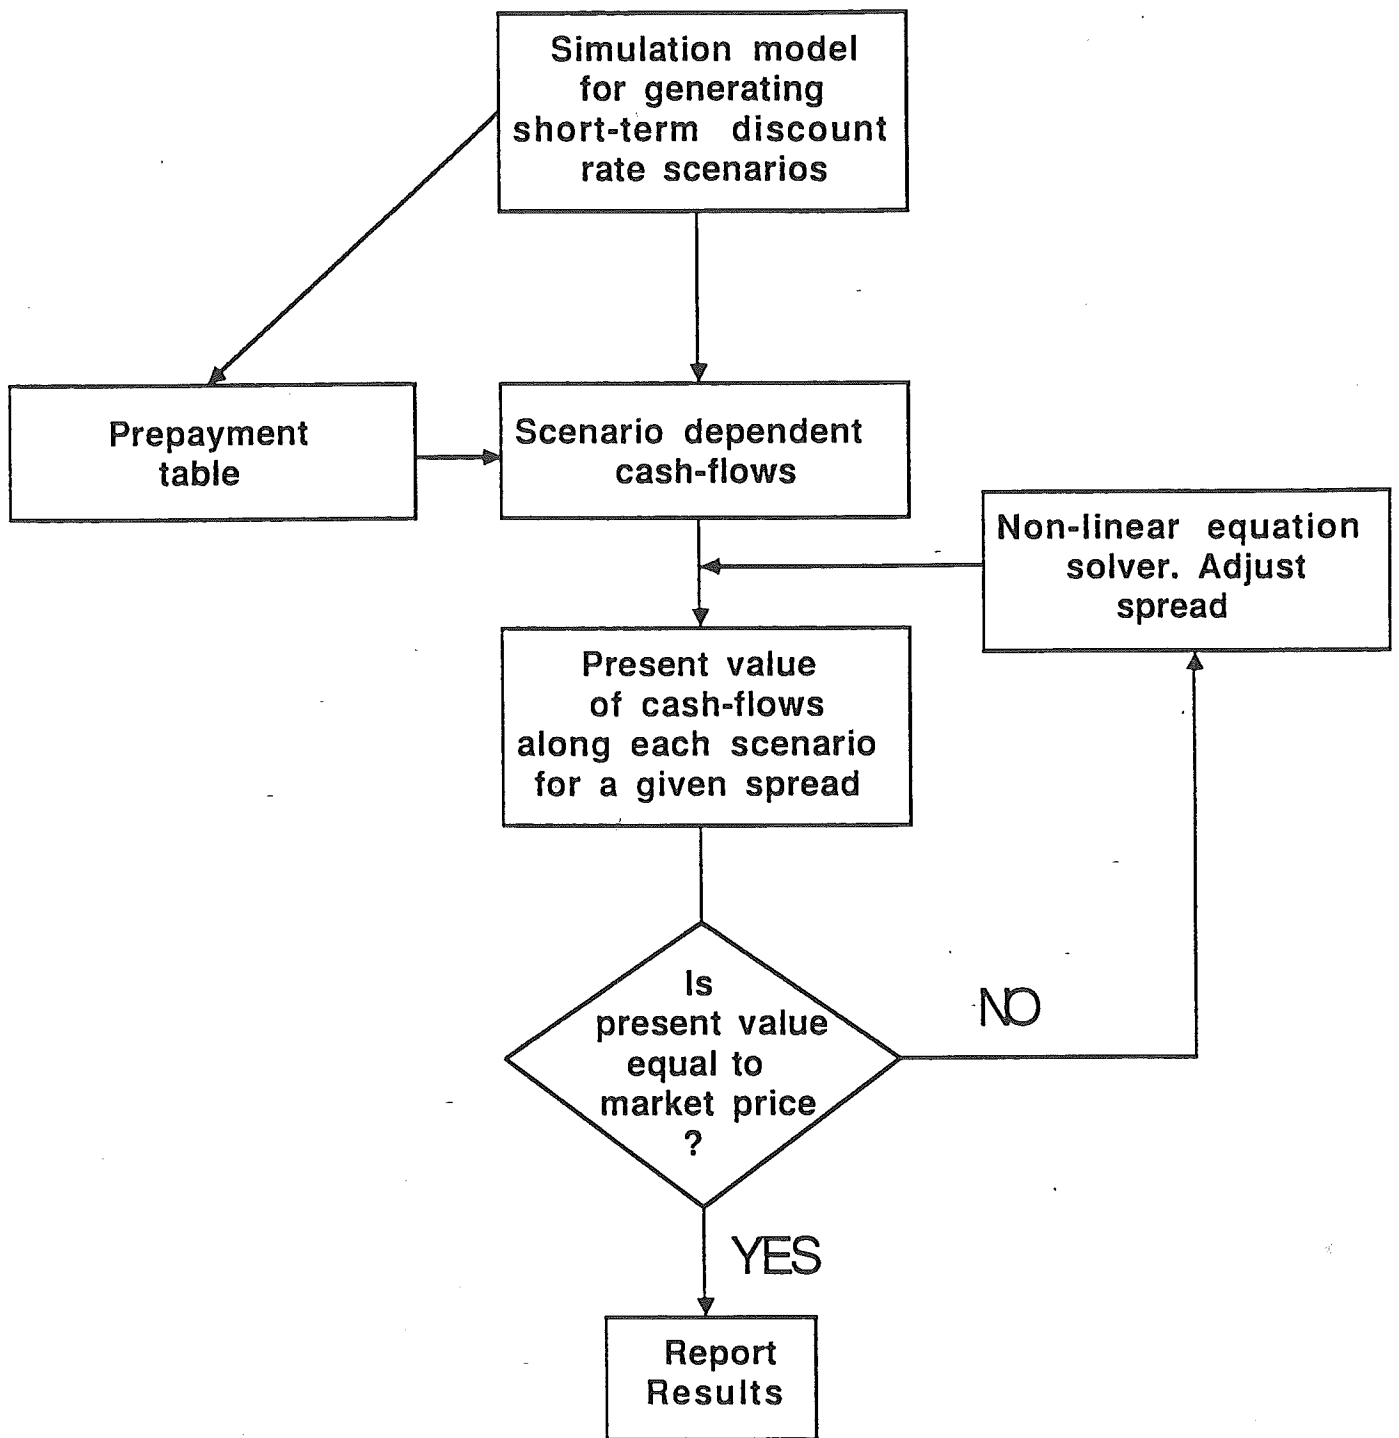 Simulation model
for generating
short-term discount
rate scenarios
Prepayment
table
Scenario dependent
cash-flows
Non-linear equation
solver. Adjust
spread
Present value
of cash-flows
along each scenario
for a given spread
Is
present value
equal to
market price
?
NO
YES
Report
Results